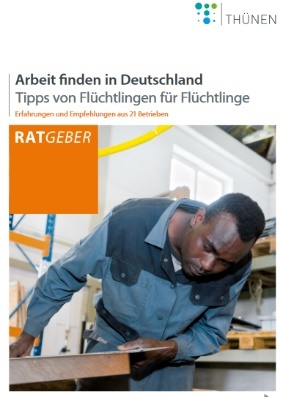 THÜNEN
Arbeit finden in Deutschland
Tipps von Flüchtlingen für Flüchtlinge
Erfahrungen und Empfehlungen aus 21 Betrieben
RATGEBER